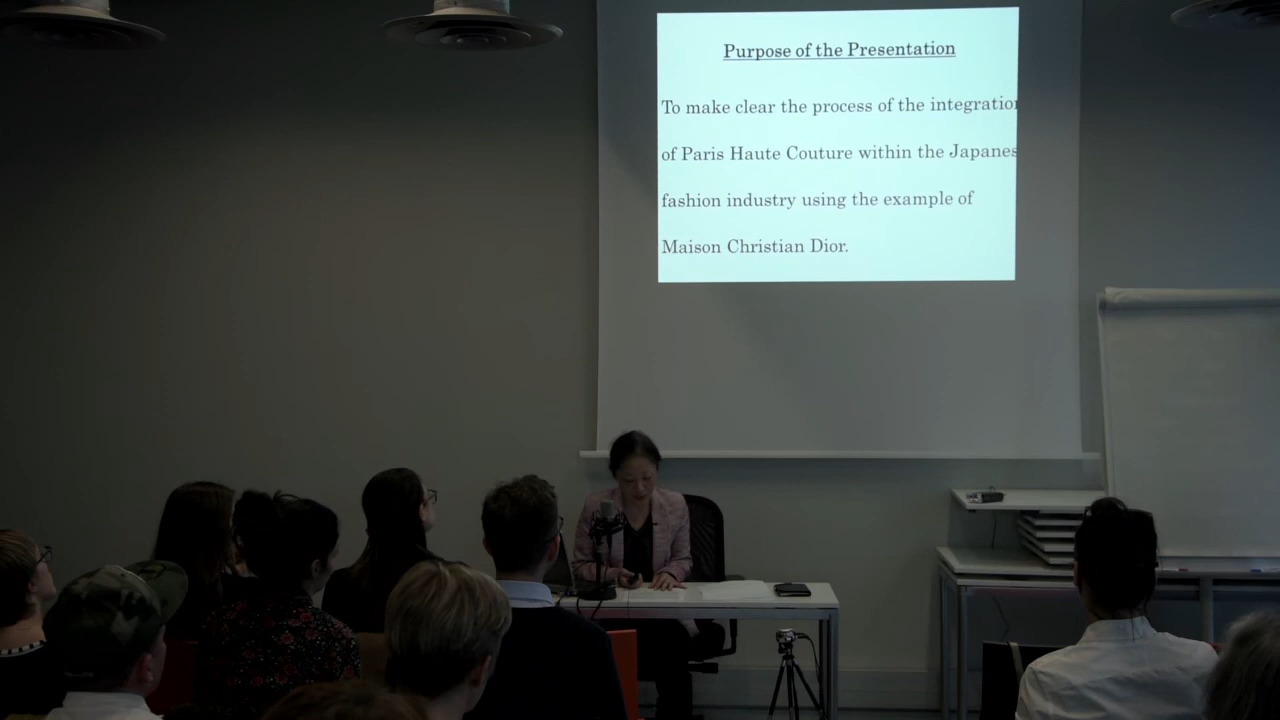 Purpose of the Presentation
To make clear the process of the integration
of Paris Haute Couture within the Japanes
fashion industry using the example of
Maison Christian Dior.